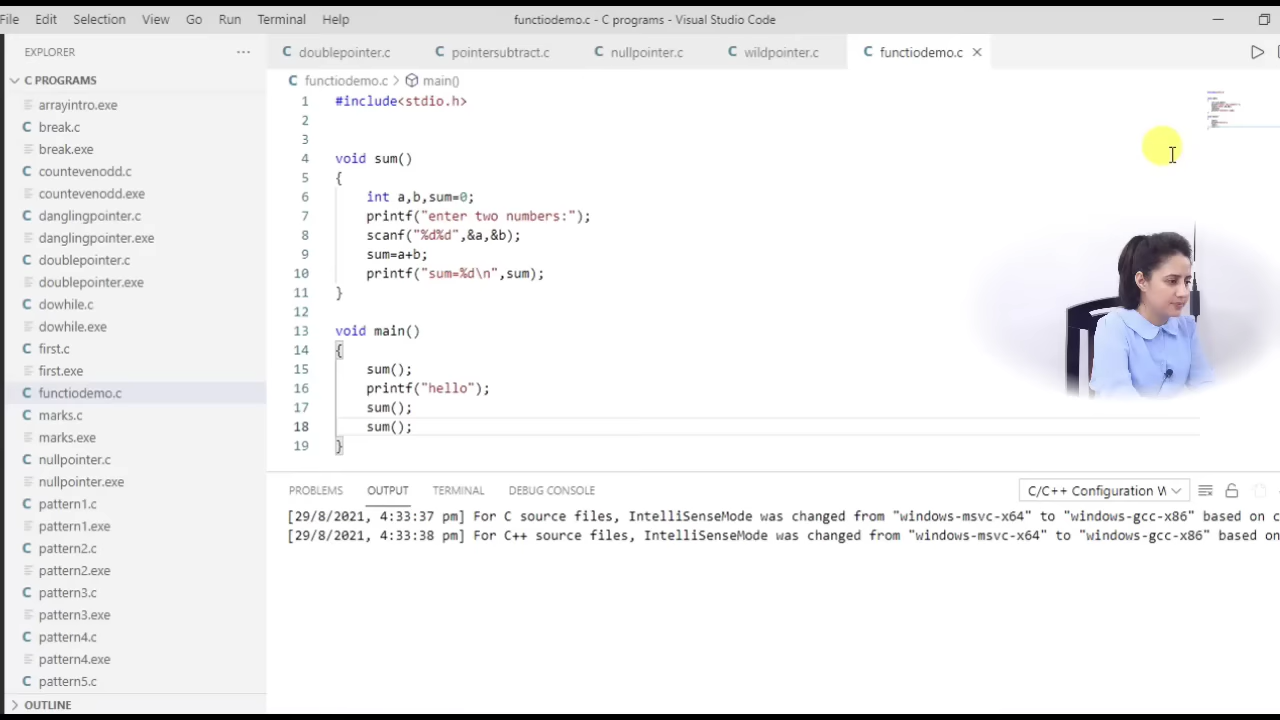 File Edit Selection View Go Run Terminal Help functiodemo.c - C programs - Visual Studio Code
EXPLORER ...
C doublepointer.c C pointersubtract.c C nullpointer.c C wildpointer.c C functiodemo.c
C PROGRAMS
C functiodemo.c > main()
arrayintro.exe
C break.c
break.exe
C countevenodd.c
countevenodd.exe
C danglingpointer.c
danglingpointer.exe
C doublepointer.c
doublepointer.exe
C dowhile.c
dowhile.exe
C first.c
first.exe
C functiodemo.c
C marks.c
marks.exe
C nullpointer.c
nullpointer.exe
C pattern1.c
pattern1.exe
C pattern2.c
pattern2.exe
C pattern3.c
pattern3.exe
C pattern4.c
pattern4.exe
C pattern5.c
OUTLINE
1 #include<stdio.h>
2
3
4 void sum()
5 {
6 int a,b,sum=0;
7 printf("enter two numbers:");
8 scanf("%d%d",&a,&b);
9 sum=a+b;
10 printf("sum=%d\n",sum);
11 }
12
13 void main()
14 {
15 sum();
16 printf("hello");
17 sum();
18 sum();
19 }
PROBLEMS OUTPUT TERMINAL DEBUG CONSOLE C/C++ Configuration W
[29/8/2021, 4:33:37 pm] For C source files, IntelliSenseMode was changed from "windows-msvc-x64" to "windows-gcc-x86" based on c
[29/8/2021, 4:33:38 pm] For C++ source files, IntelliSenseMode was changed from "windows-msvc-x64" to "windows-gcc-x86" based on